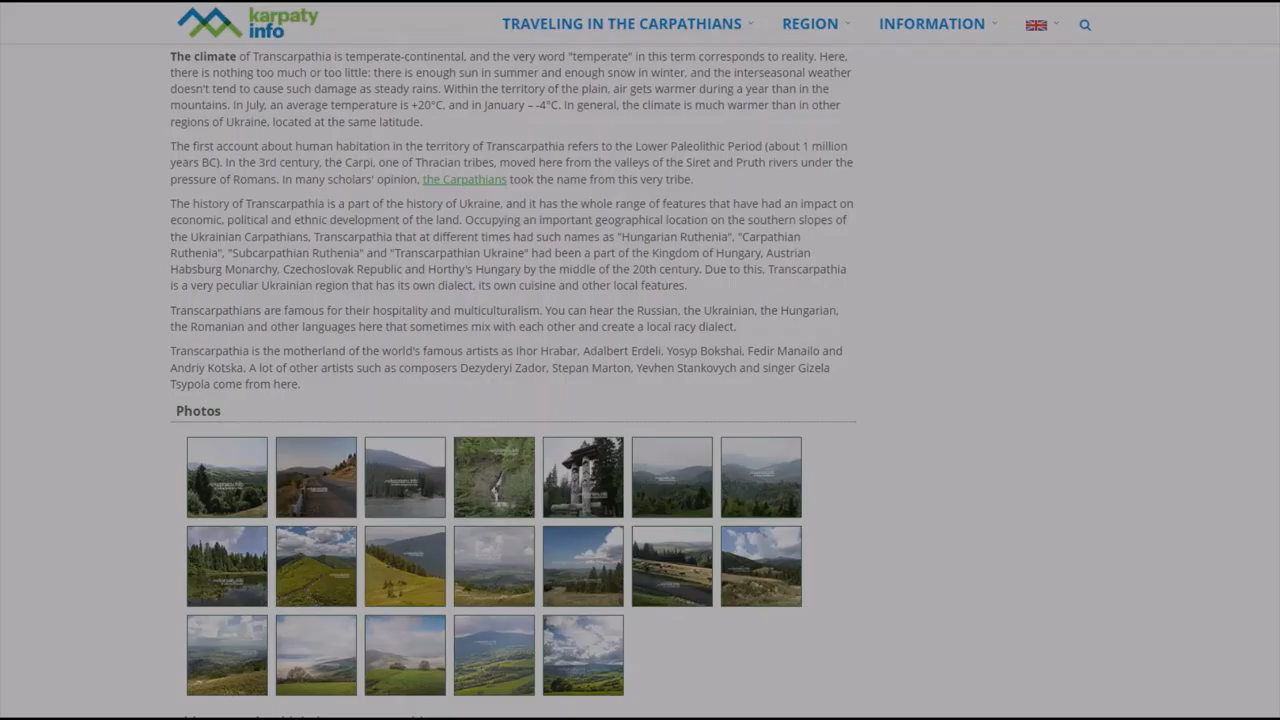 karpaty
info
TRAVELING IN THE CARPATHIANS
REGION
INFORMATION
The climate of Transcarpathia is temperate-continental, and the very word "temperate" in this term corresponds to reality. Here,
there is nothing too much or too little: there is enough sun in summer and enough snow in winter, and the interseasonal weather
doesn't tend to cause such damage as steady rains. Within the territory of the plain, air gets warmer during a year than in the
mountains. In July, an average temperature is +20°C, and in January – -4°C. In general, the climate is much warmer than in other
regions of Ukraine, located at the same latitude.
The first account about human habitation in the territory of Transcarpathia refers to the Lower Paleolithic Period (about 1 million
years BC). In the 3rd century, the Carpi, one of Thracian tribes, moved here from the valleys of the Siret and Pruth rivers under the
pressure of Romans. In many scholars' opinion, the Carpathians took the name from this very tribe.
The history of Transcarpathia is a part of the history of Ukraine, and it has the whole range of features that have had an impact on
economic, political and ethnic development of the land. Occupying an important geographical location on the southern slopes of
the Ukrainian Carpathians, Transcarpathia that at different times had such names as "Hungarian Ruthenia", "Carpathian
Ruthenia", "Subcarpathian Ruthenia" and "Transcarpathian Ukraine" had been a part of the Kingdom of Hungary, Austrian
Habsburg Monarchy, Czechoslovak Republic and Horthy's Hungary by the middle of the 20th century. Due to this, Transcarpathia
is a very peculiar Ukrainian region that has its own dialect, its own cuisine and other local features.
Transcarpathians are famous for their hospitality and multiculturalism. You can hear the Russian, the Ukrainian, the Hungarian,
the Romanian and other languages here that sometimes mix with each other and create a local racy dialect.
Transcarpathia is the motherland of the world's famous artists as Ihor Hrabar, Adalbert Erdeli, Yosyp Bokshai, Fedir Manailo and
Andriy Kotska. A lot of other artists such as composers Dezyderyi Zador, Stepan Marton, Yevhen Stankovych and singer Gizela
Tsypola come from here.
Photos